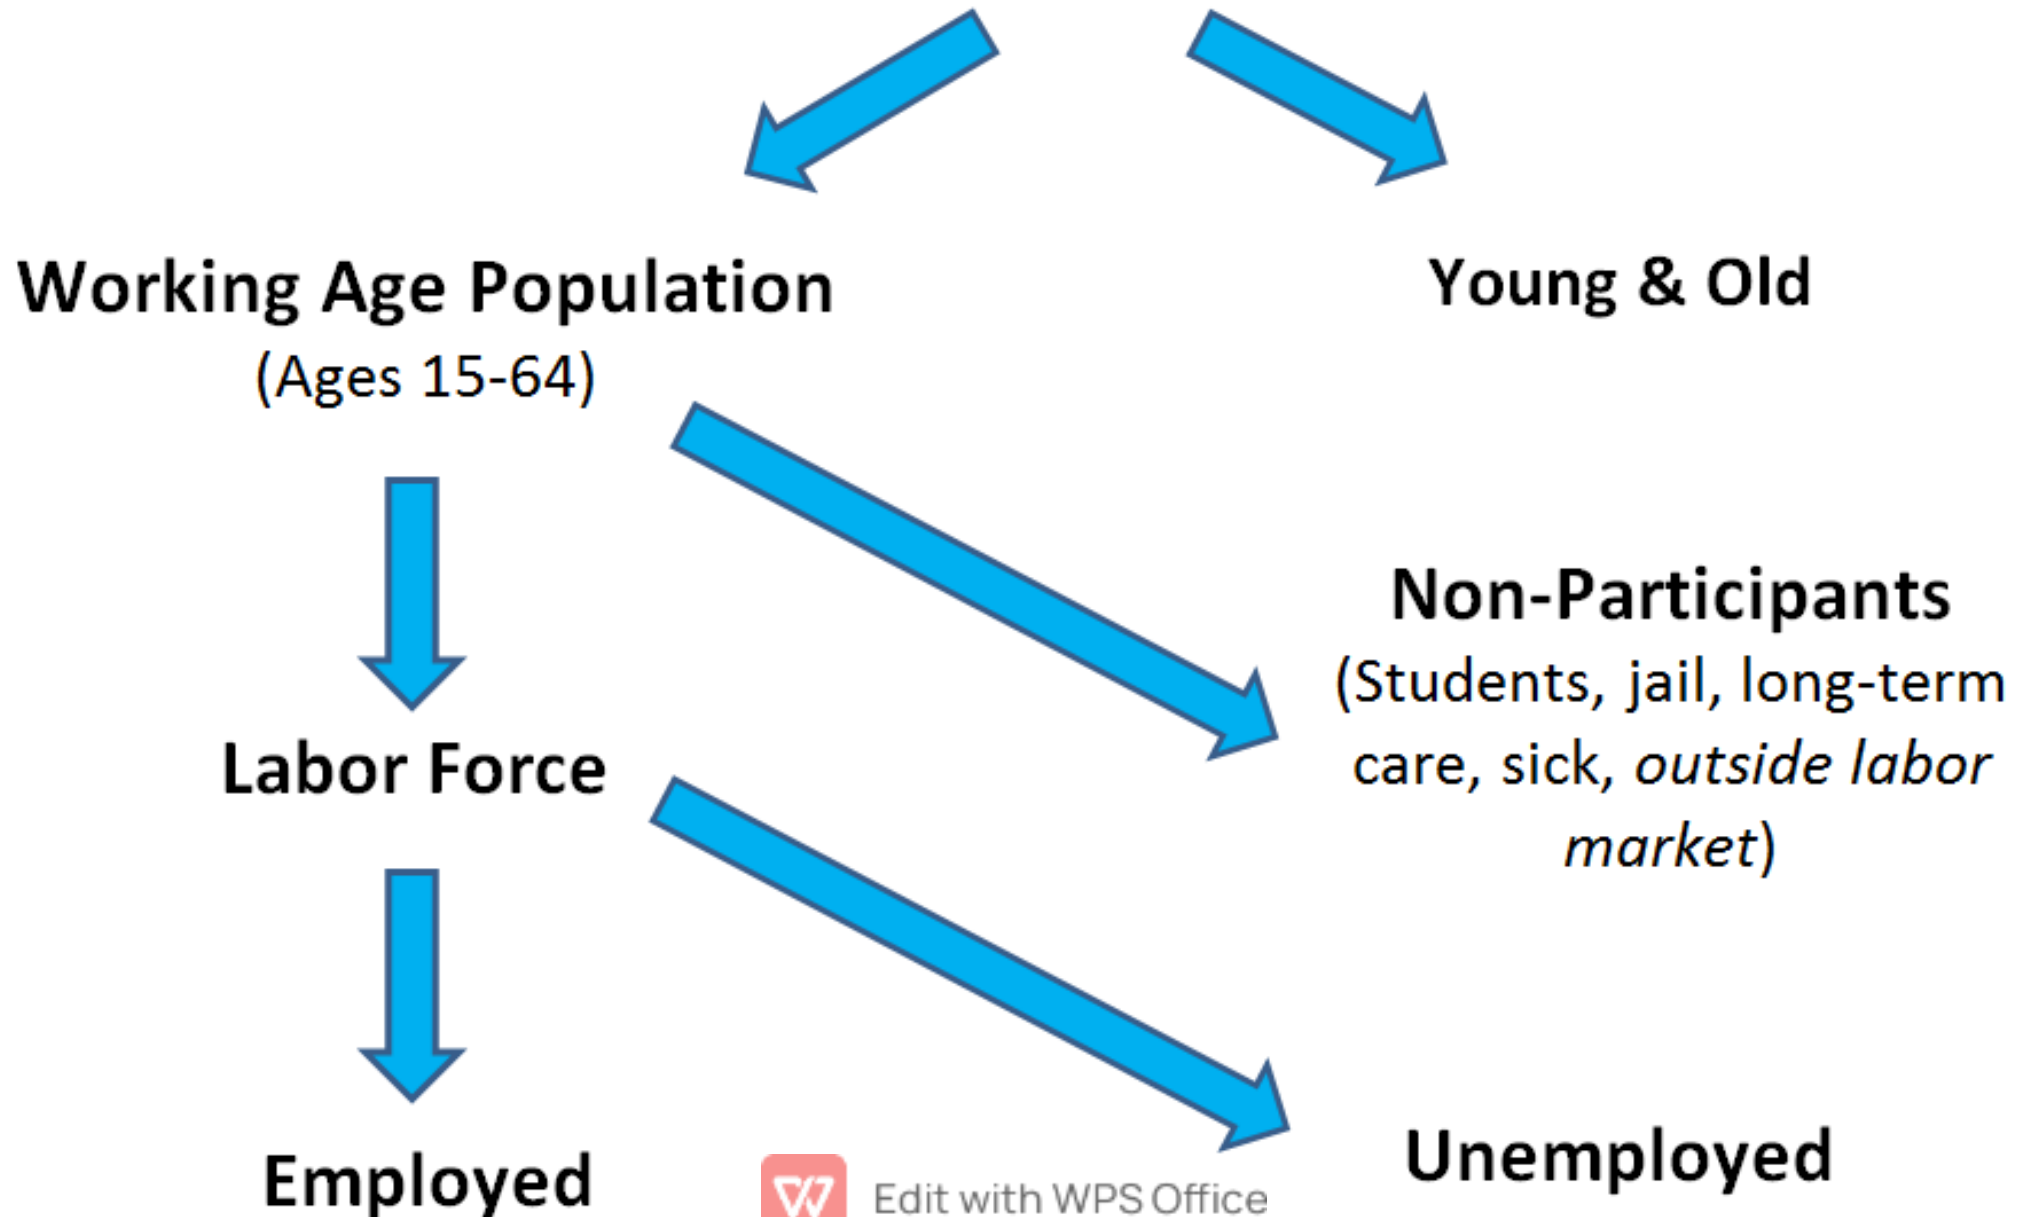 Working Age Population
(Ages 15-64)
Young & Old
Non-Participants
(Students, jail, long-term
care, sick, outside labor
market)
Labor Force
Employed
Unemployed
Edit with WPS Office